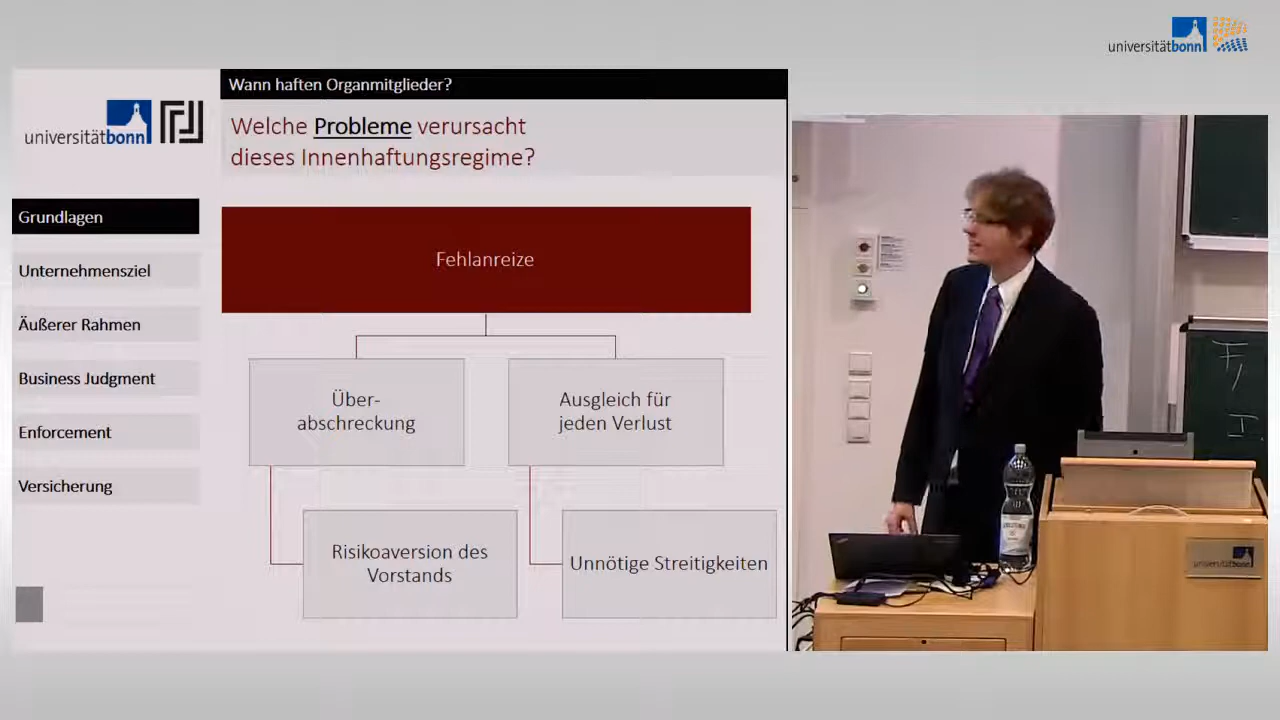 universitätbonn
Wann haften Organmitglieder?
universitätbonn
Welche Probleme verursacht
dieses Innenhaftungsregime?
Grundlagen
Unternehmensziel
Äußerer Rahmen
Business Judgment
Enforcement
Versicherung
Fehlanreize
Über-
abschreckung
Ausgleich für
jeden Verlust
Risikoaversion des
Vorstands
Unnötige Streitigkeiten
F,
I
universitätbonn